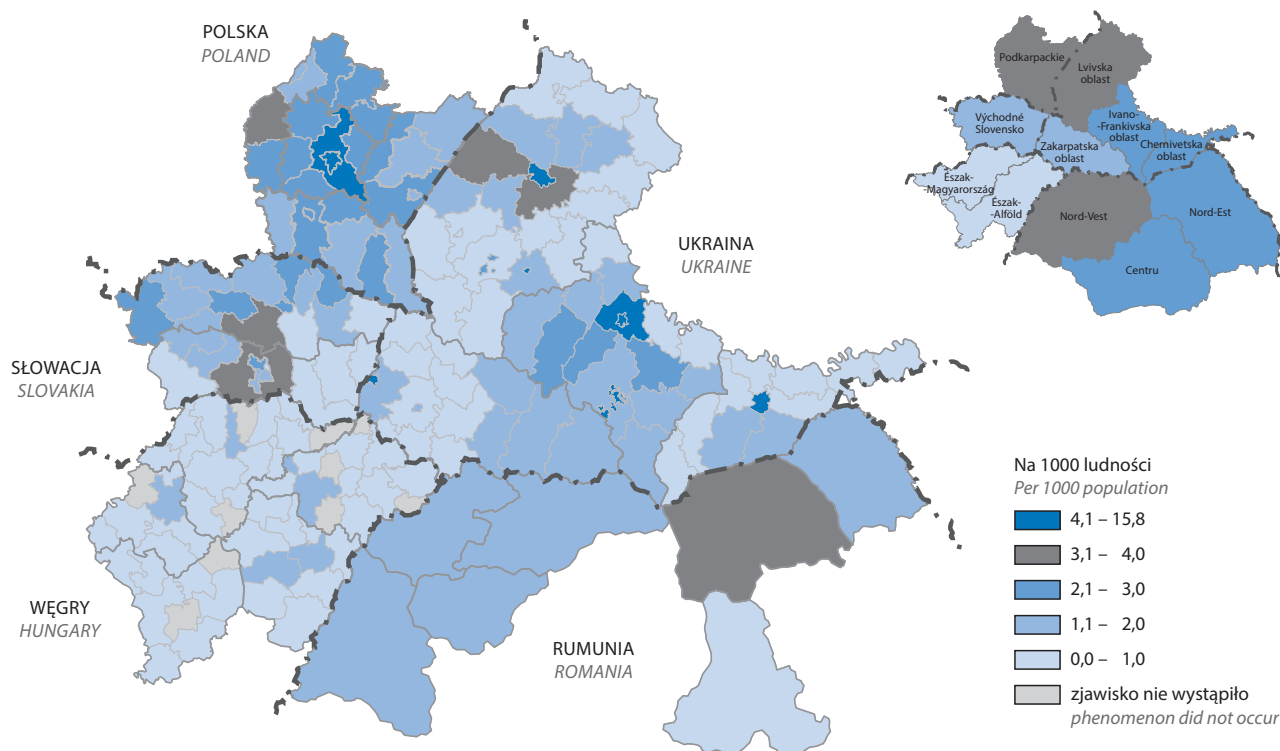 POLSKA
POLAND
UKRAINA
UKRAINE
SŁOWACJA
SLOVAKIA
WĘGRY
HUNGARY
RUMUNIA
ROMANIA
Podkarpackie
Lvivska
oblast
Východné
Slovensko
Ivano-
-Frankivska
oblast
Zakarpatska
oblast
Chernivetska
oblast
Észak-
-Magyarország
Észak-
-Alföld
Nord-Vest
Nord-Est
Centru
Na 1000 ludności
Per 1000 population
4,1 – 15,8
3,1 – 4,0
2,1 – 3,0
1,1 – 2,0
0,0 – 1,0
zjawisko nie wystąpiło
phenomenon did not occur